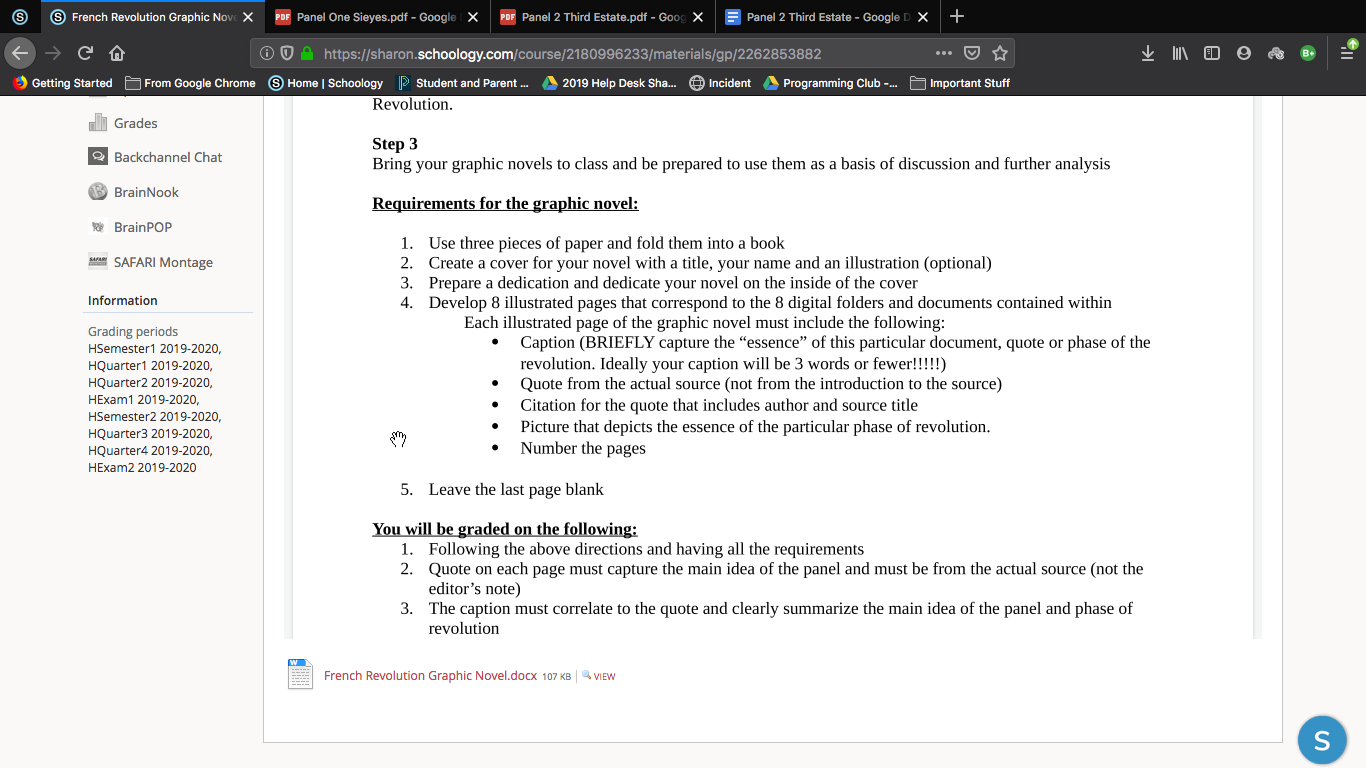 French Revolution Graphic Nov
Panel One Sieyes.pdf - Google
Panel 2 Third Estate.pdf - Goog
Panel 2 Third Estate - Google D
https://sharon.schoology.com/course/2180996233/materials/gp/2262853882
Getting Started
From Google Chrome
Home | Schoology
Student and Parent ...
2019 Help Desk Sha...
Incident
Programming Club -...
Important Stuff
Grades
Backchannel Chat
BrainNook
BrainPOP
SAFARI Montage
Information
Grading periods
HSemester1 2019-2020,
HQuarter1 2019-2020,
HQuarter2 2019-2020,
HExam1 2019-2020,
HSemester2 2019-2020,
HQuarter3 2019-2020,
HQuarter4 2019-2020,
HExam2 2019-2020
Revolution.
Step 3
Bring your graphic novels to class and be prepared to use them as a basis of discussion and further analysis
Requirements for the graphic novel:
1. Use three pieces of paper and fold them into a book
2. Create a cover for your novel with a title, your name and an illustration (optional)
3. Prepare a dedication and dedicate your novel on the inside of the cover
4. Develop 8 illustrated pages that correspond to the 8 digital folders and documents contained within
Each illustrated page of the graphic novel must include the following:
• Caption (BRIEFLY capture the “essence” of this particular document, quote or phase of the
revolution. Ideally your caption will be 3 words or fewer!!!!!)
• Quote from the actual source (not from the introduction to the source)
• Citation for the quote that includes author and source title
• Picture that depicts the essence of the particular phase of revolution.
• Number the pages
5. Leave the last page blank
You will be graded on the following:
1. Following the above directions and having all the requirements
2. Quote on each page must capture the main idea of the panel and must be from the actual source (not the
editor’s note)
3. The caption must correlate to the quote and clearly summarize the main idea of the panel and phase of
revolution
French Revolution Graphic Novel.docx 107 KB | VIEW
S